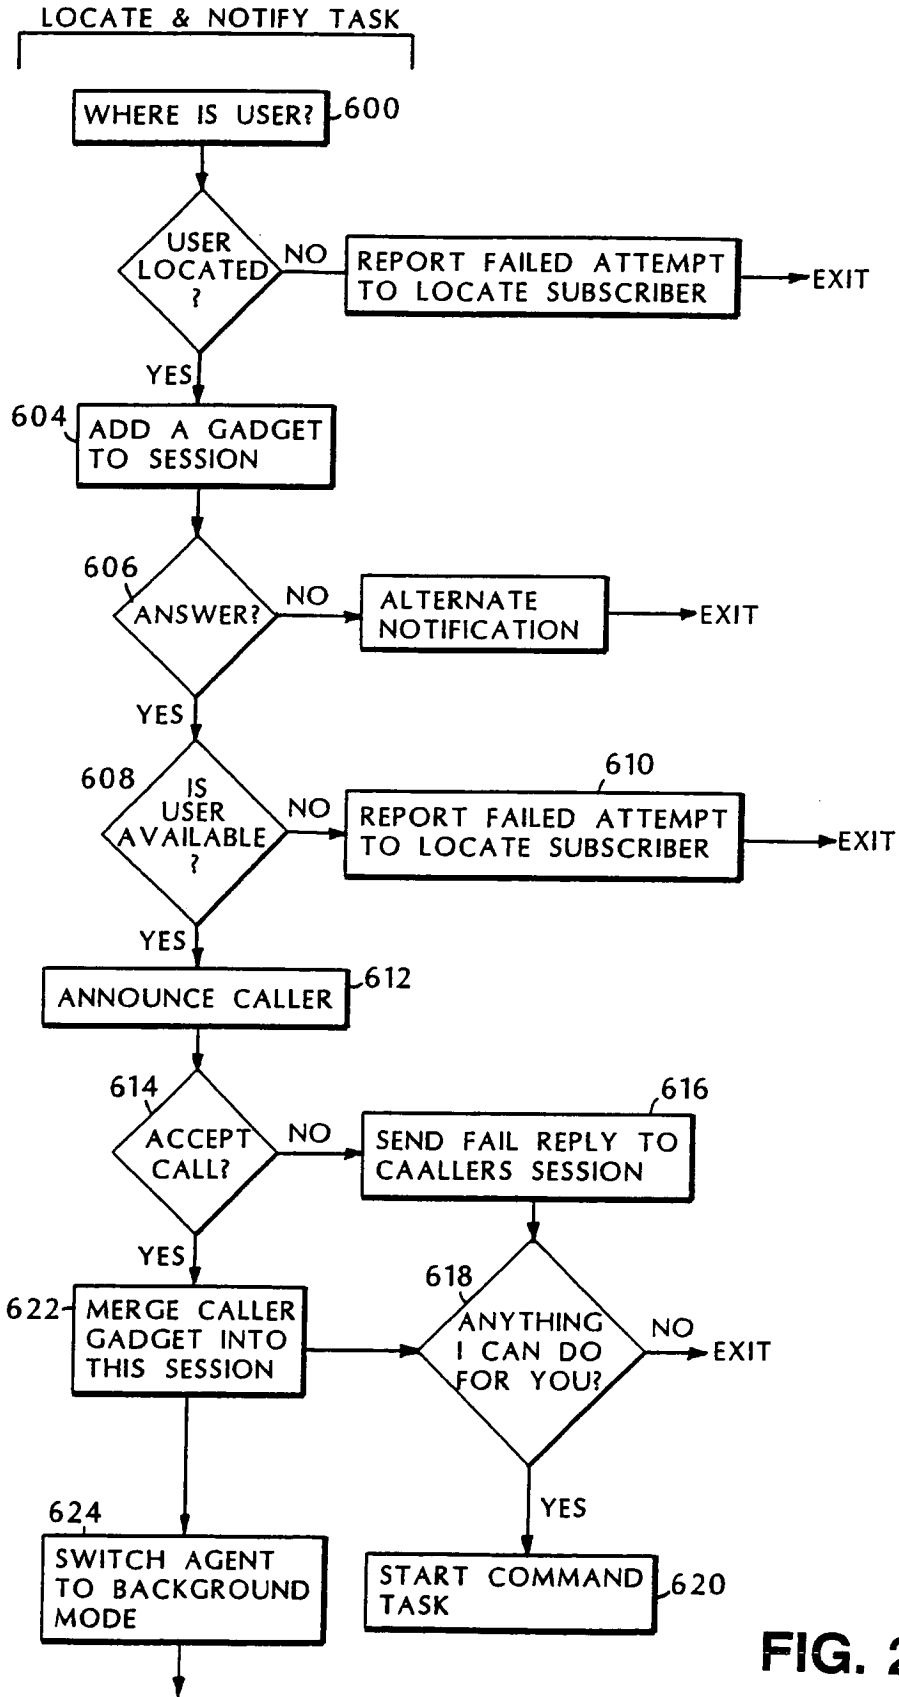 LOCATE & NOTIFY TASK
WHERE IS USER?
600
USER
LOCATED
?
NO
REPORT FAILED ATTEMPT
TO LOCATE SUBSCRIBER
EXIT
YES
604
ADD A GADGET
TO SESSION
606
ANSWER?
NO
ALTERNATE
NOTIFICATION
EXIT
YES
608
IS
USER
AVAILABLE
?
NO
610
REPORT FAILED ATTEMPT
TO LOCATE SUBSCRIBER
EXIT
YES
ANNOUNCE CALLER
612
614
ACCEPT
CALL?
NO
616
SEND FAIL REPLY TO
CAALLERS SESSION
YES
622
MERGE CALLER
GADGET INTO
THIS SESSION
618
ANYTHING
I CAN DO
FOR YOU?
NO
EXIT
YES
624
SWITCH AGENT
TO BACKGROUND
MODE
START COMMAND
TASK
620
FIG. 2